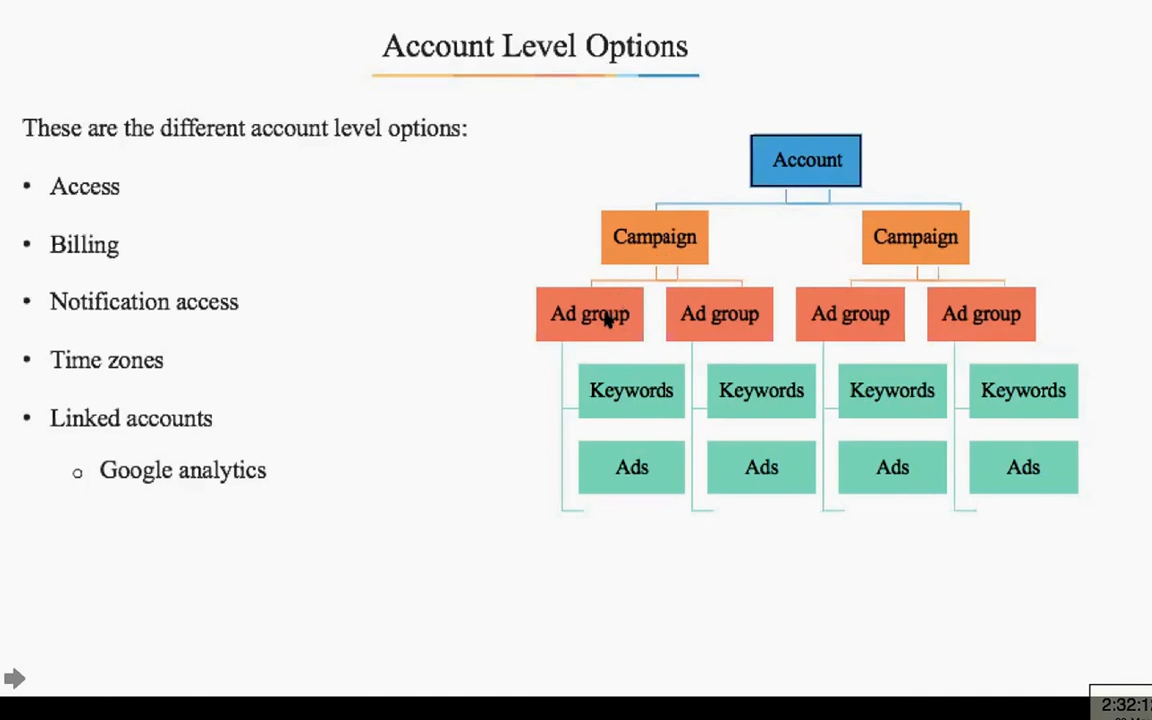 Account Level Options
These are the different account level options:
• Access
• Billing
• Notification access
• Time zones
• Linked accounts
o Google analytics
Account
Campaign Campaign
Ad group Ad group Ad group Ad group
Keywords Keywords Keywords Keywords
Ads Ads Ads Ads